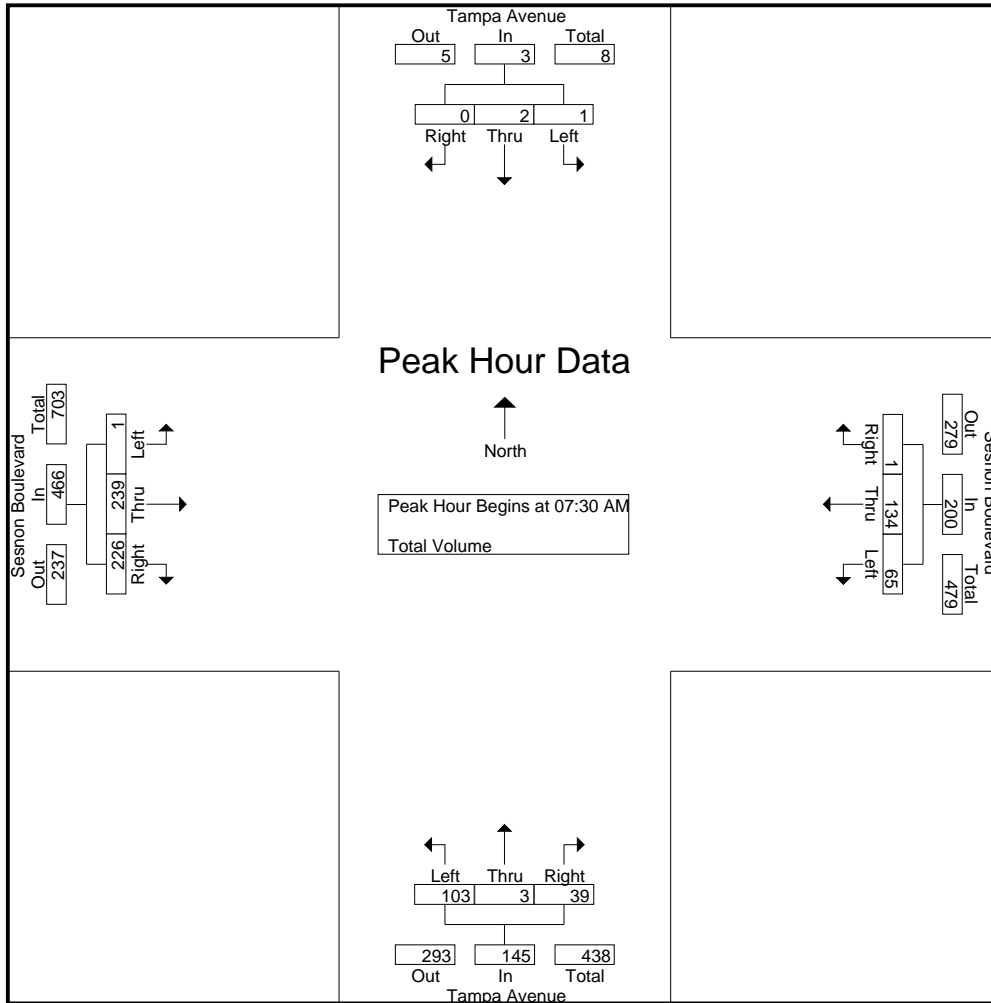 Tampa Avenue
Out In Total
5 3 8
0 2 1
Right Thru Left
Peak Hour Data
North
Peak Hour Begins at 07:30 AM
Total Volume
Sesnon Boulevard
Out In Total
237 466 703
1 239 226
Left Thru Right
Right Thru Left
1 134 65
279 200 479
Out In Total
Sesnon Boulevard
Left Thru Right
103 3 39
293 145 438
Out In Total
Tampa Avenue